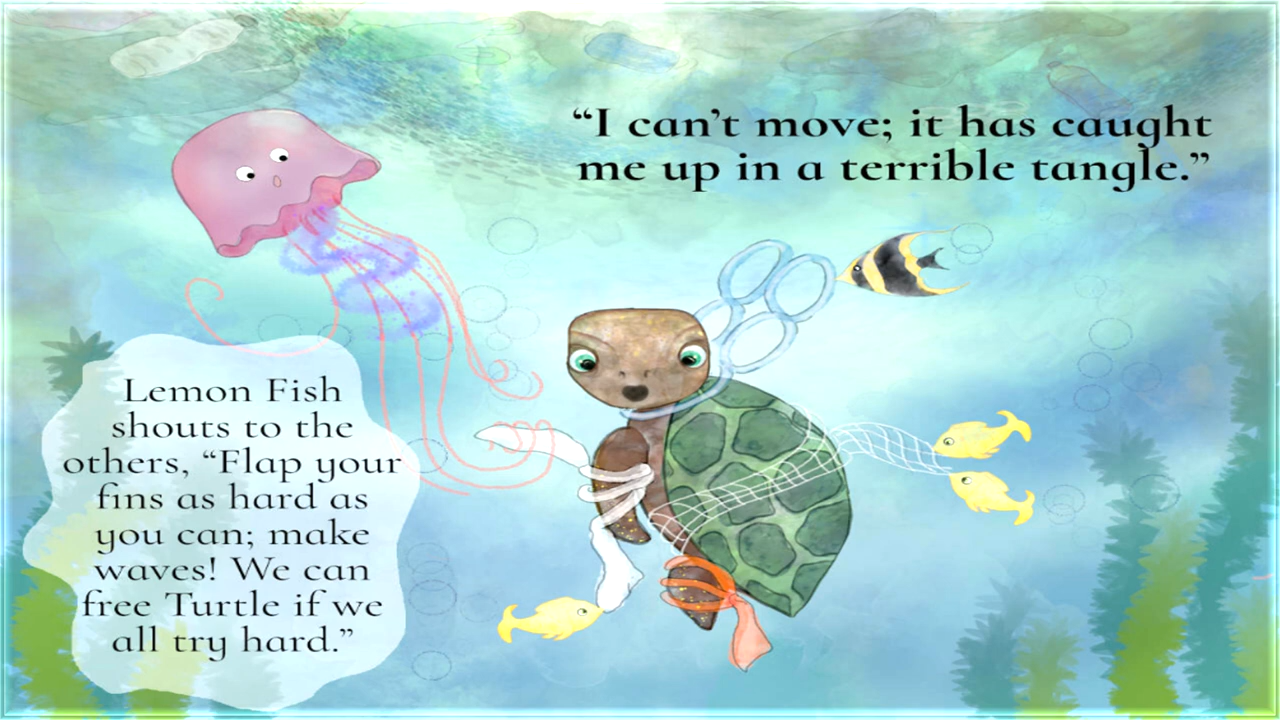 “I can’t move; it has caught
me up in a terrible tangle.”
Lemon Fish
shouts to the
others, “Flap your
fins as hard as
you can; make
waves! We can
free Turtle if we
all try hard.”